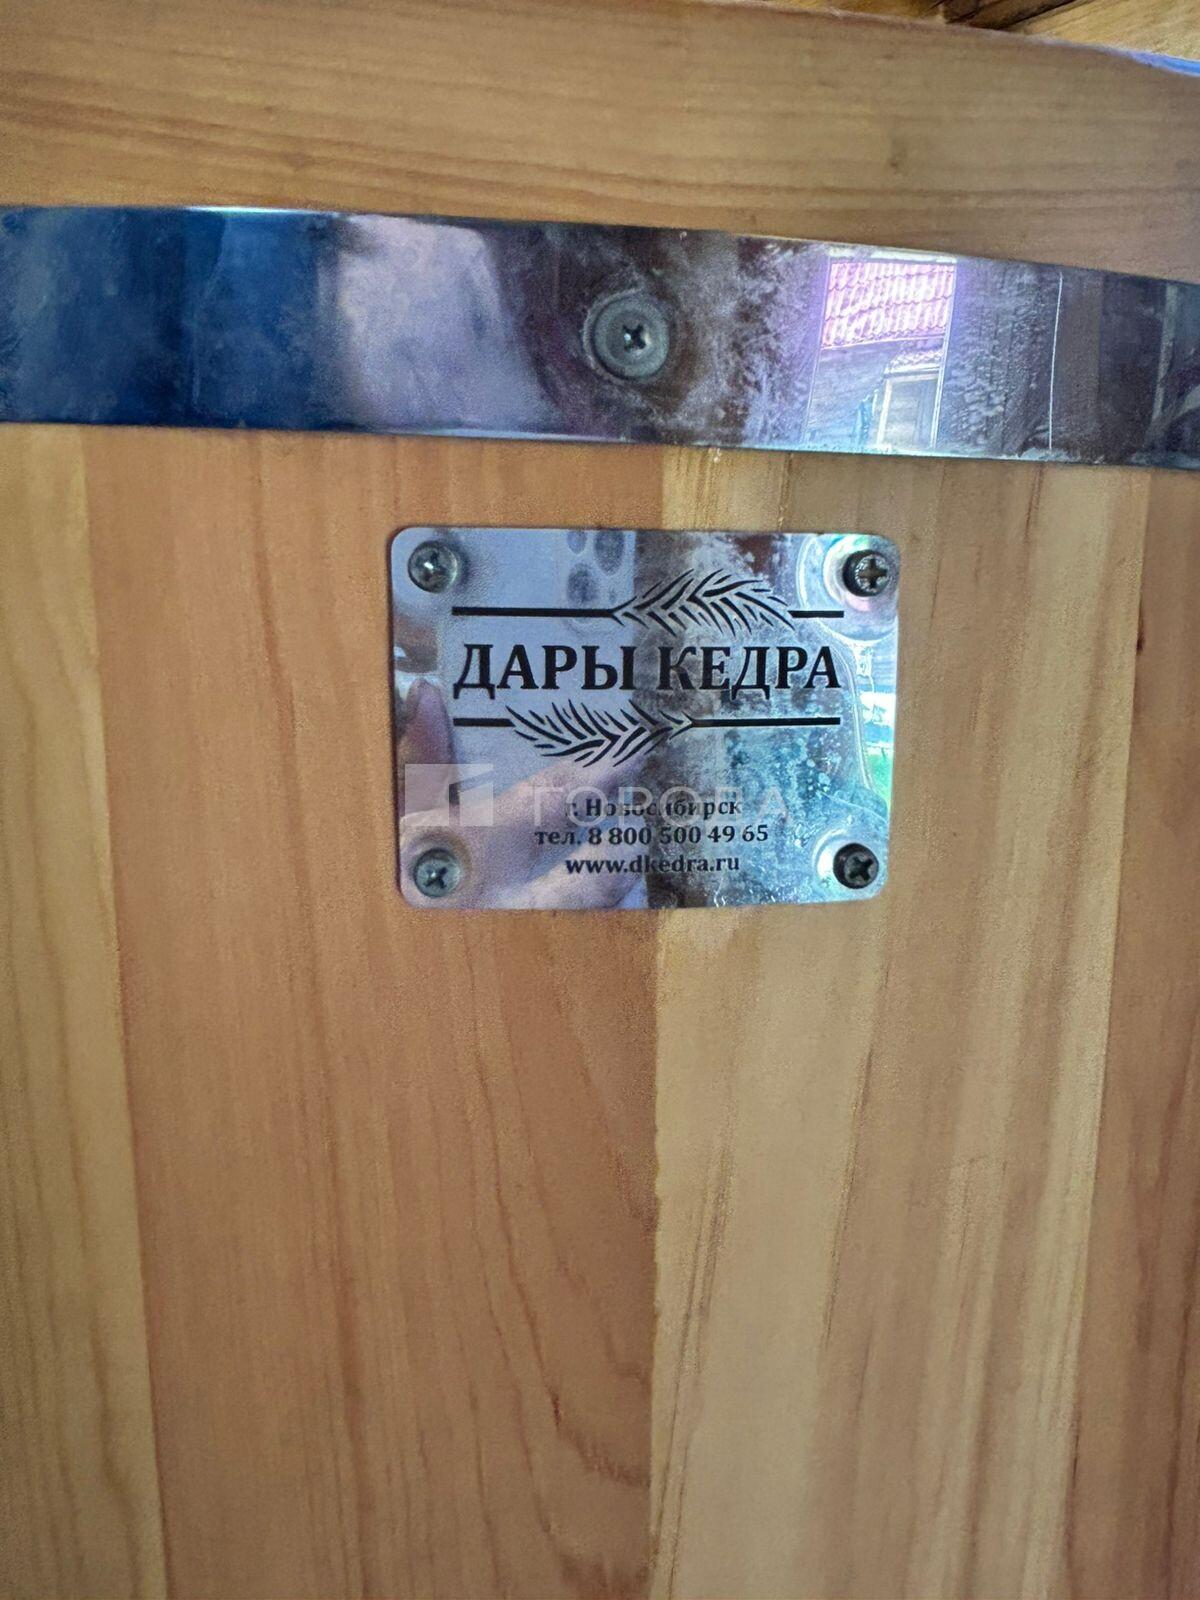 ДАРЫ КЕДРА
г. Новосибирск
тел. 8 800 500 49 65
www.dkedra.ru